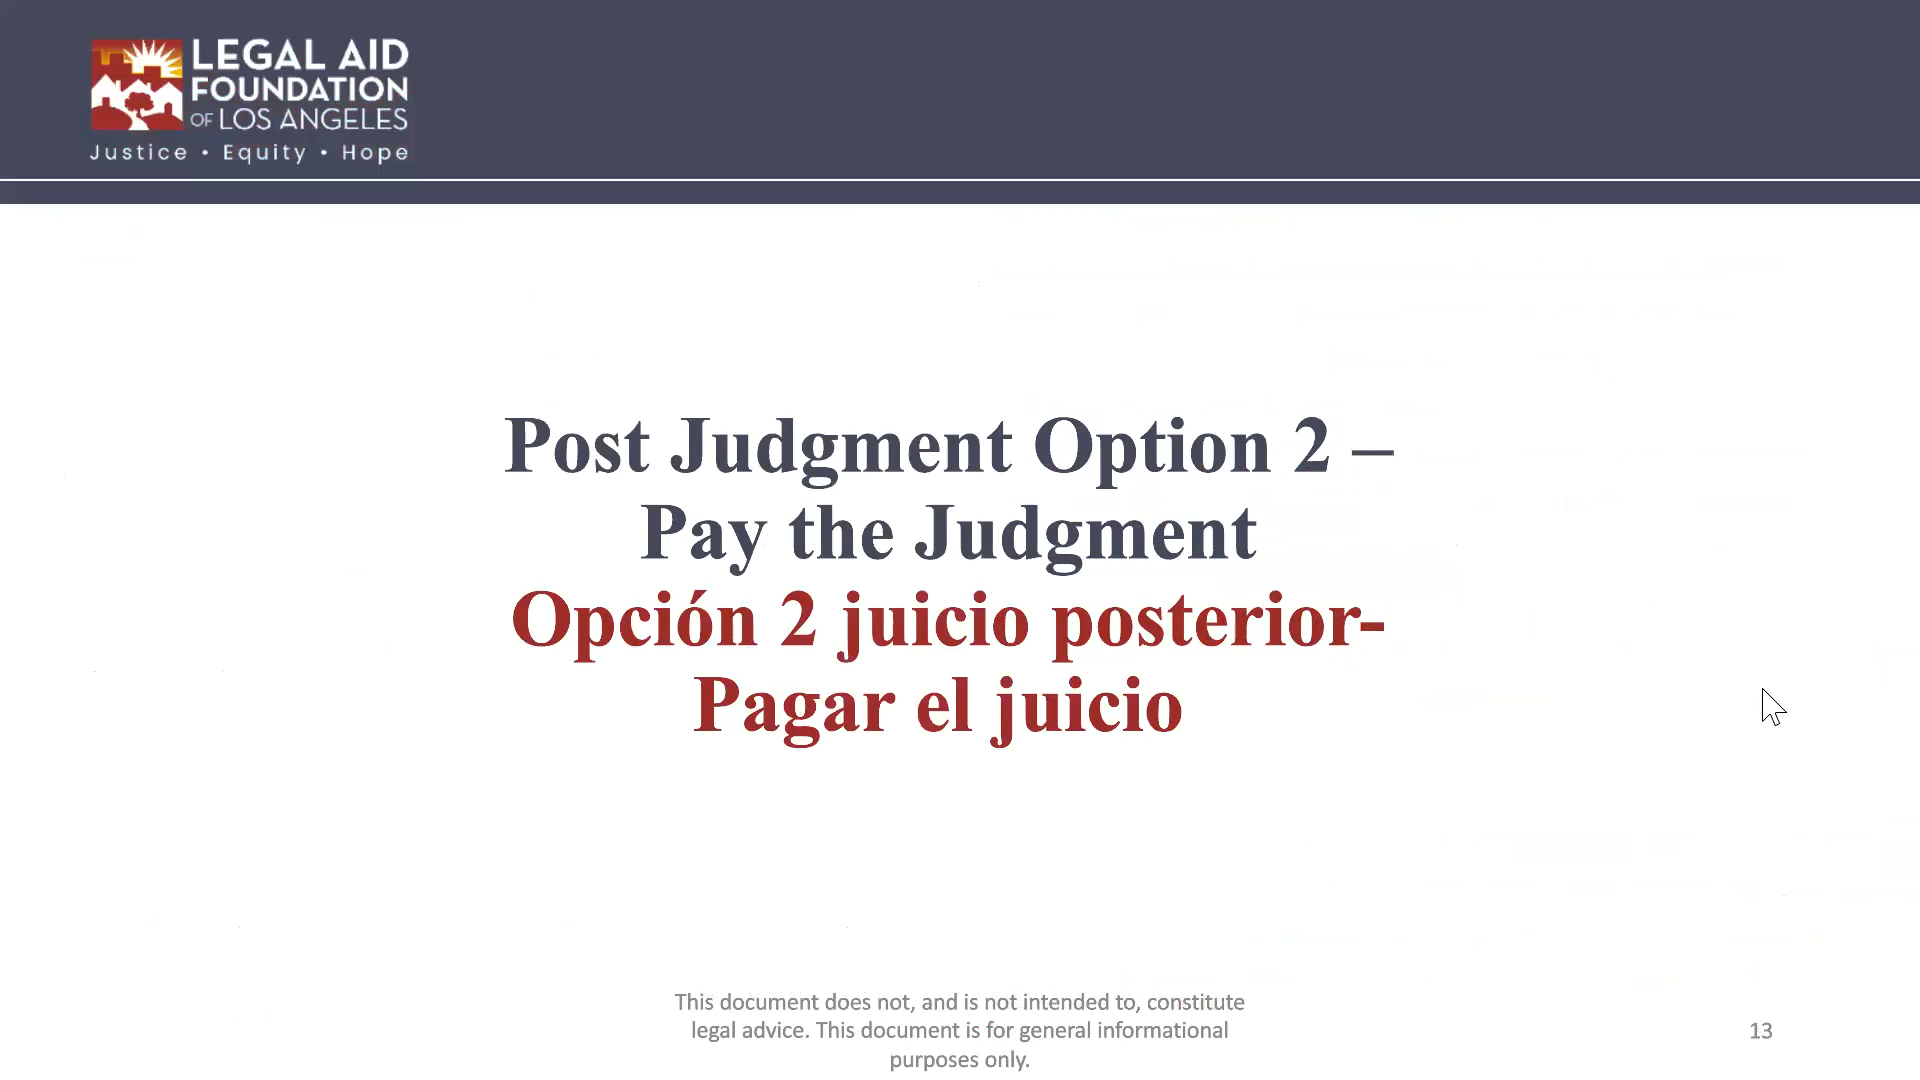 LEGAL AID
FOUNDATION
OF LOS ANGELES
Justice • Equity • Hope
Post Judgment Option 2 –
Pay the Judgment
Opción 2 juicio posterior-
Pagar el juicio
This document does not, and is not intended to, constitute
legal advice. This document is for general informational
purposes only.
13